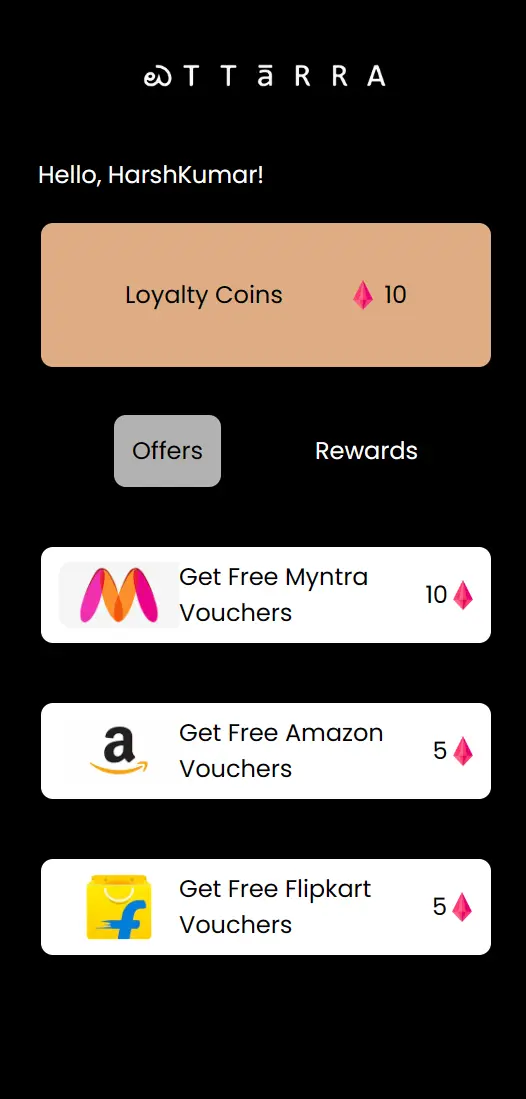 ಲTTāRRA
Hello, HarshKumar!
Loyalty Coins 10
Offers Rewards
Get Free Myntra
Vouchers
10
a
Get Free Amazon
Vouchers
5
f
Get Free Flipkart
Vouchers
5